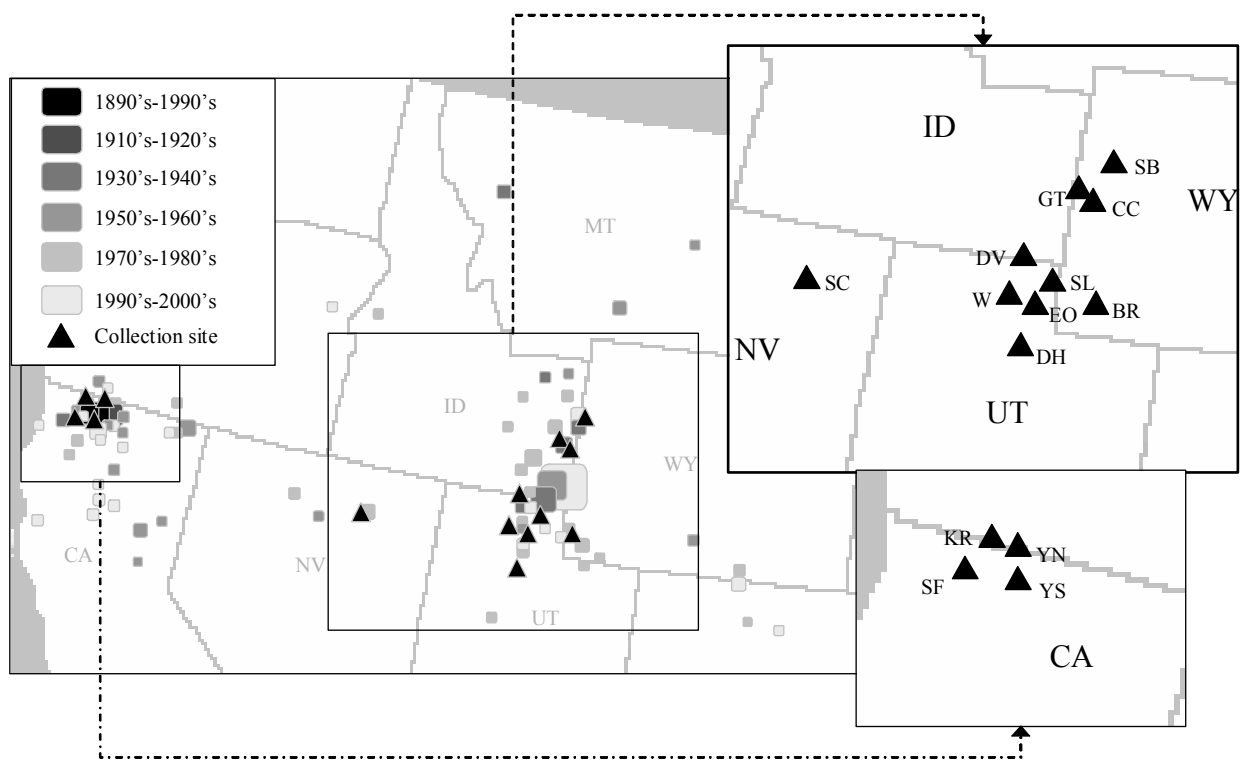 1890's-1990's
1910's-1920's
1930's-1940's
1950's-1960's
1970's-1980's
1990's-2000's
Collection site
MT
ID
WY
CA
NV
UT
ID
SB
GT
CC
WY
DV
SC
SL
W
EO
BR
NV
DH
UT
KR
YN
SF
YS
CA